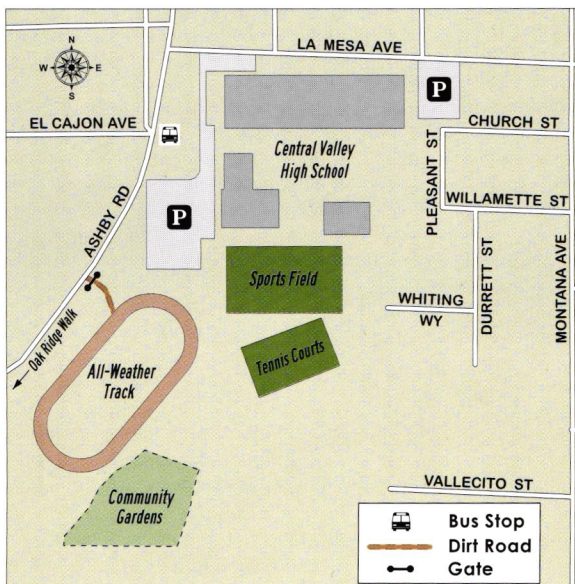 N
W E
S
LA MESA AVE
P
EL CAJON AVE
CHURCH ST
Central Valley
High School
PLEASANT ST
WILLAMETTE ST
ASHBY RD
P
DURRETT ST
MONTANA AVE
Sports Field
WHITING
WY
Oak Ridge Walk
Tennis Courts
All-Weather
Track
VALLECITO ST
Community
Gardens
Bus Stop
Dirt Road
Gate